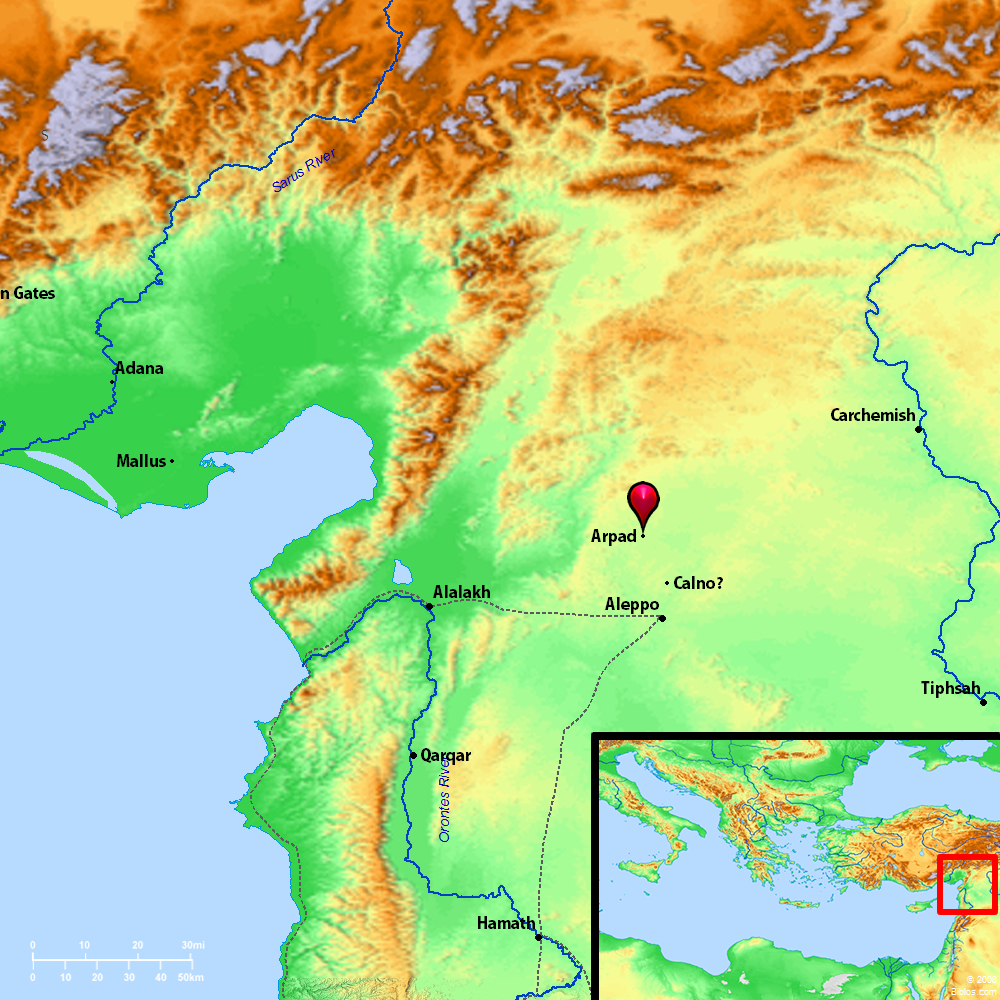 S
Sarus River
n Gates
Adana
Carchemish
Mallus
Arpad
Calno?
Alalakh
Aleppo
Tiphsah
Qarqar
Orontes River
Hamath
0 10 20 30mi
0 10 20 30 40 50km